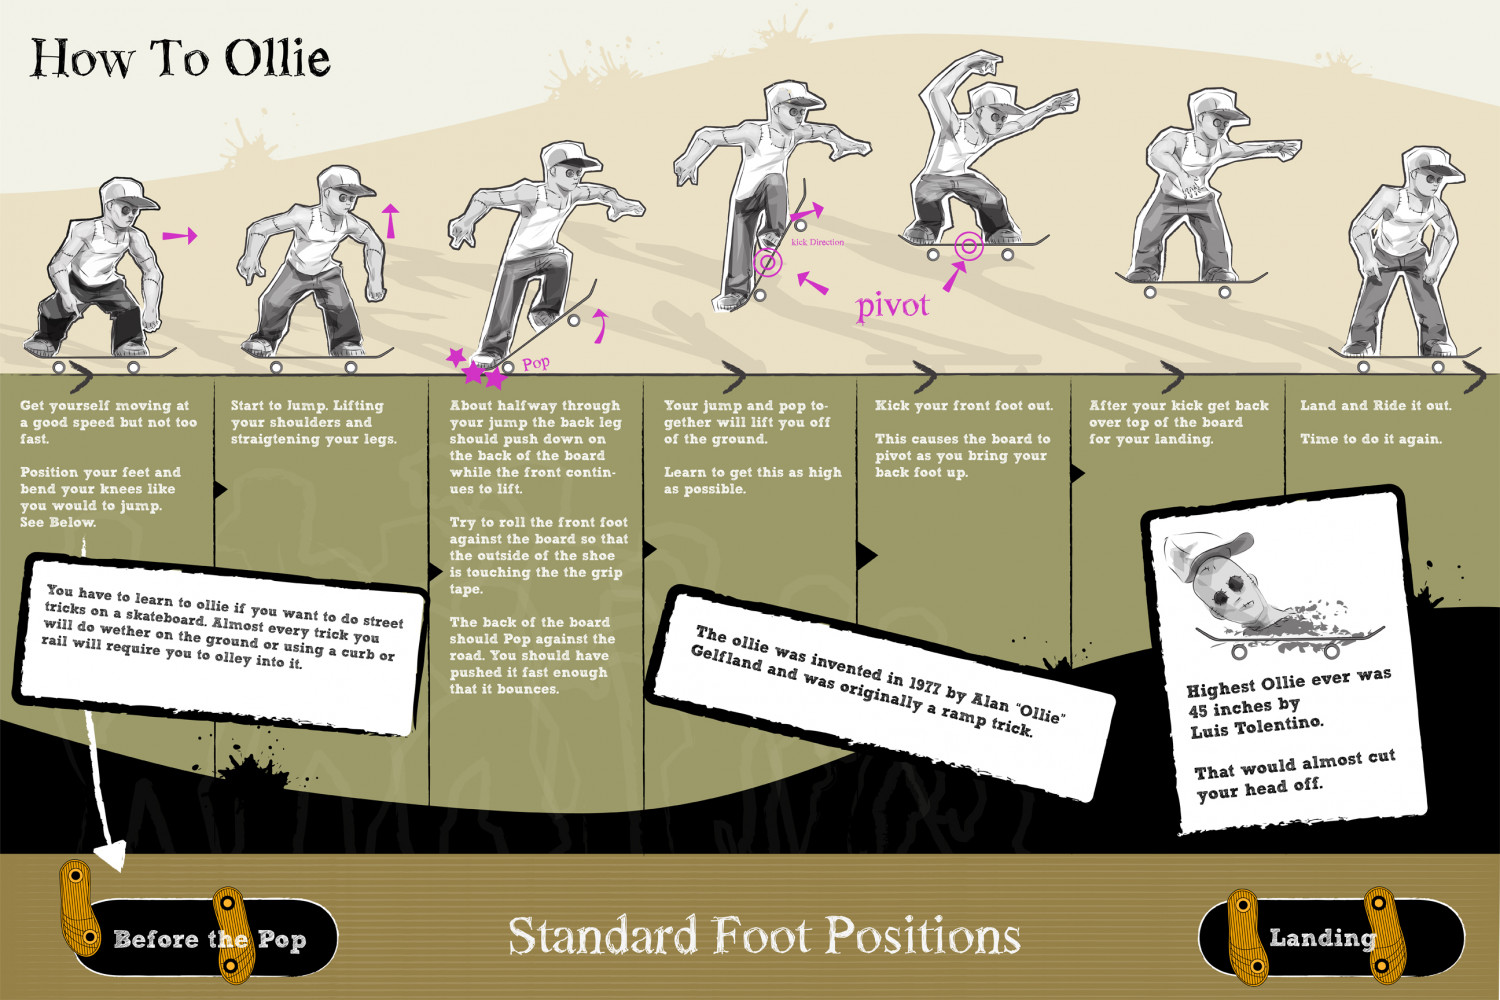 How To Ollie
kick Direction
pivot
Pop
Get yourself moving at
a good speed but not too
fast.
Position your feet and
bend your knees like
you would to jump.
See Below.
Start to Jump. Lifting
your shoulders and
straigtening your legs.
About halfway through
your jump the back leg
should push down on
the back of the board
while the front contin-
ues to lift.
Try to roll the front foot
against the board so that
the outside of the shoe
is touching the the grip
tape.
The back of the board
should Pop against the
road. You should have
pushed it fast enough
that it bounces.
Your jump and pop to-
gether will lift you off
of the ground.
Learn to get this as high
as possible.
Kick your front foot out.
This causes the board to
pivot as you bring your
back foot up.
After your kick get back
over top of the board
for your landing.
Land and Ride it out.
Time to do it again.
You have to learn to ollie if you want to do street
tricks on a skateboard. Almost every trick you
will do wether on the ground or using a curb or
rail will require you to olley into it.
The ollie was invented in 1977 by Alan "Ollie"
Gelfland and was originally a ramp trick.
Highest Ollie ever was
45 inches by
Luis Tolentino.
That would almost cut
your head off.
Before the Pop
Standard Foot Positions
Landing